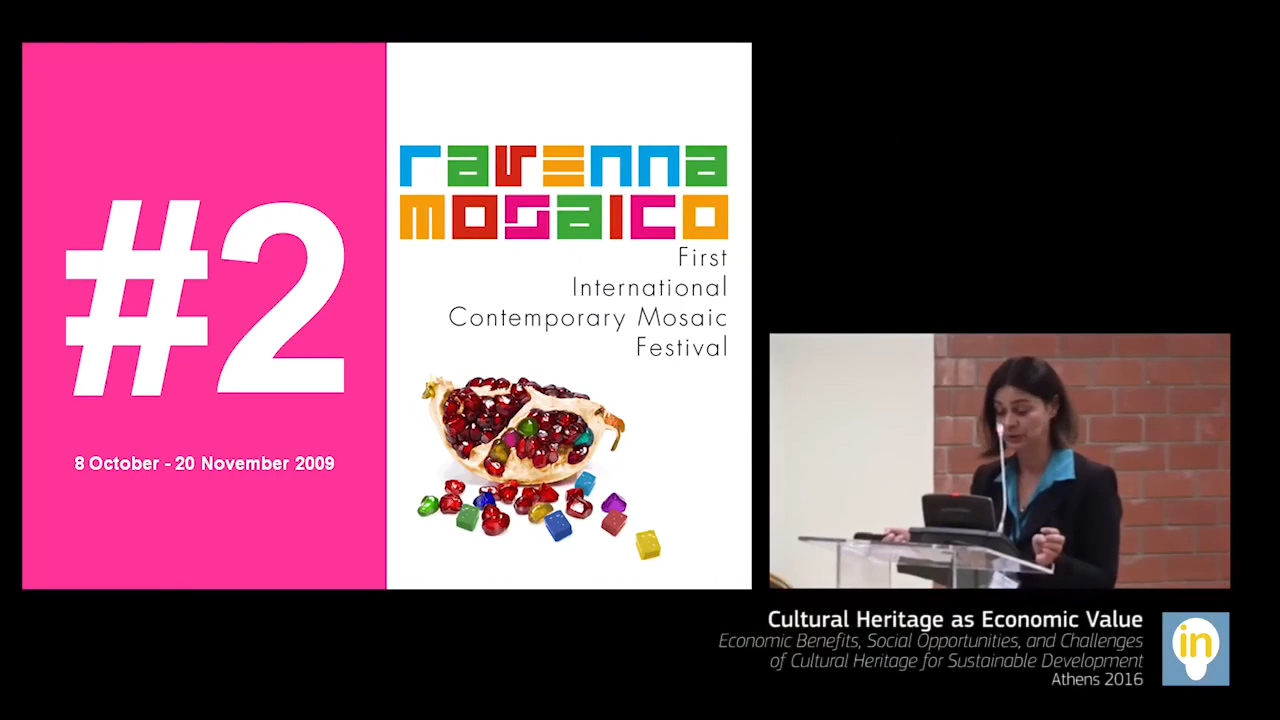 #2
8 October - 20 November 2009
ravenna
mosaico
First
International
Contemporary Mosaic
Festival
Cultural Heritage as Economic Value
Economic Benefits, Social Opportunities, and Challenges
of Cultural Heritage for Sustainable Development
Athens 2016
in